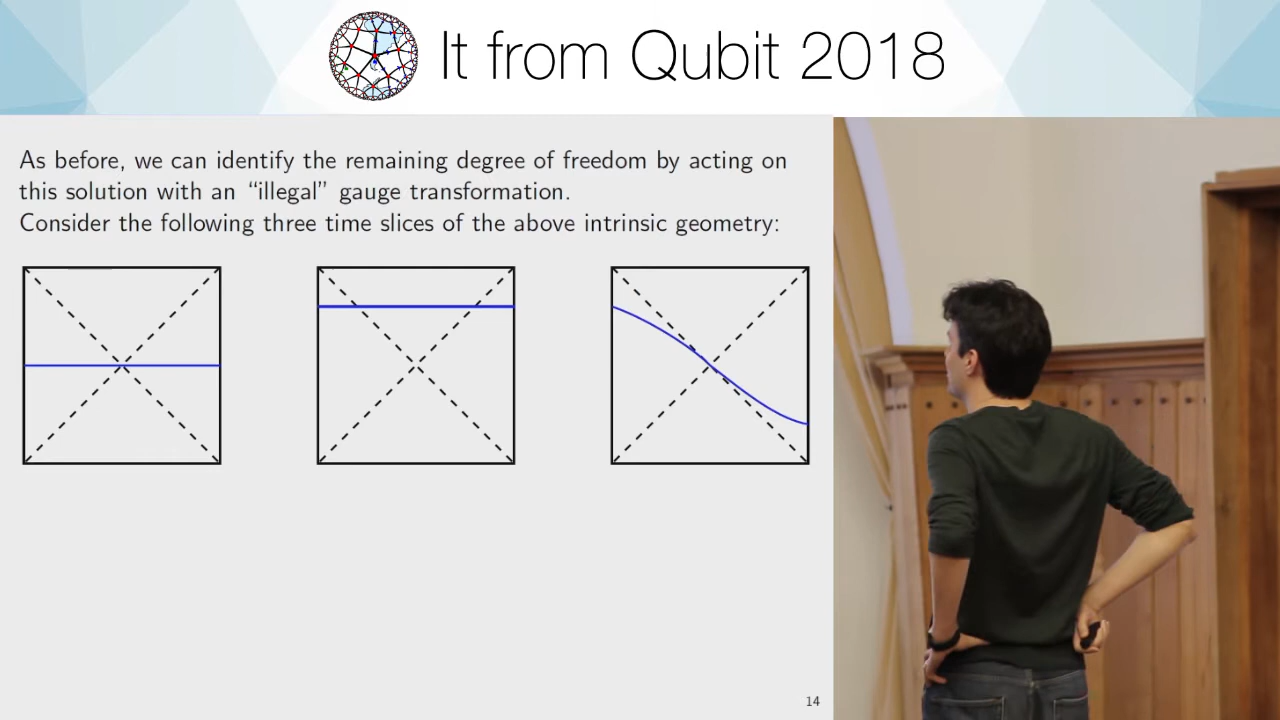 It from Qubit 2018
As before, we can identify the remaining degree of freedom by acting on
this solution with an “illegal” gauge transformation.
Consider the following three time slices of the above intrinsic geometry:
14